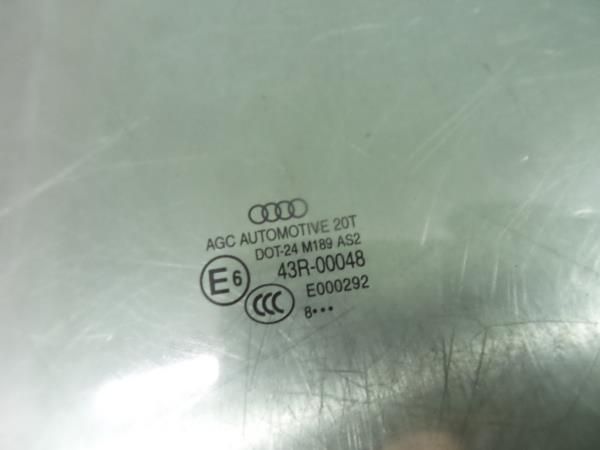 AGC AUTOMOTIVE 20T
DOT-24 M189 AS2
E6 43R-00048
CCC E000292
8•••